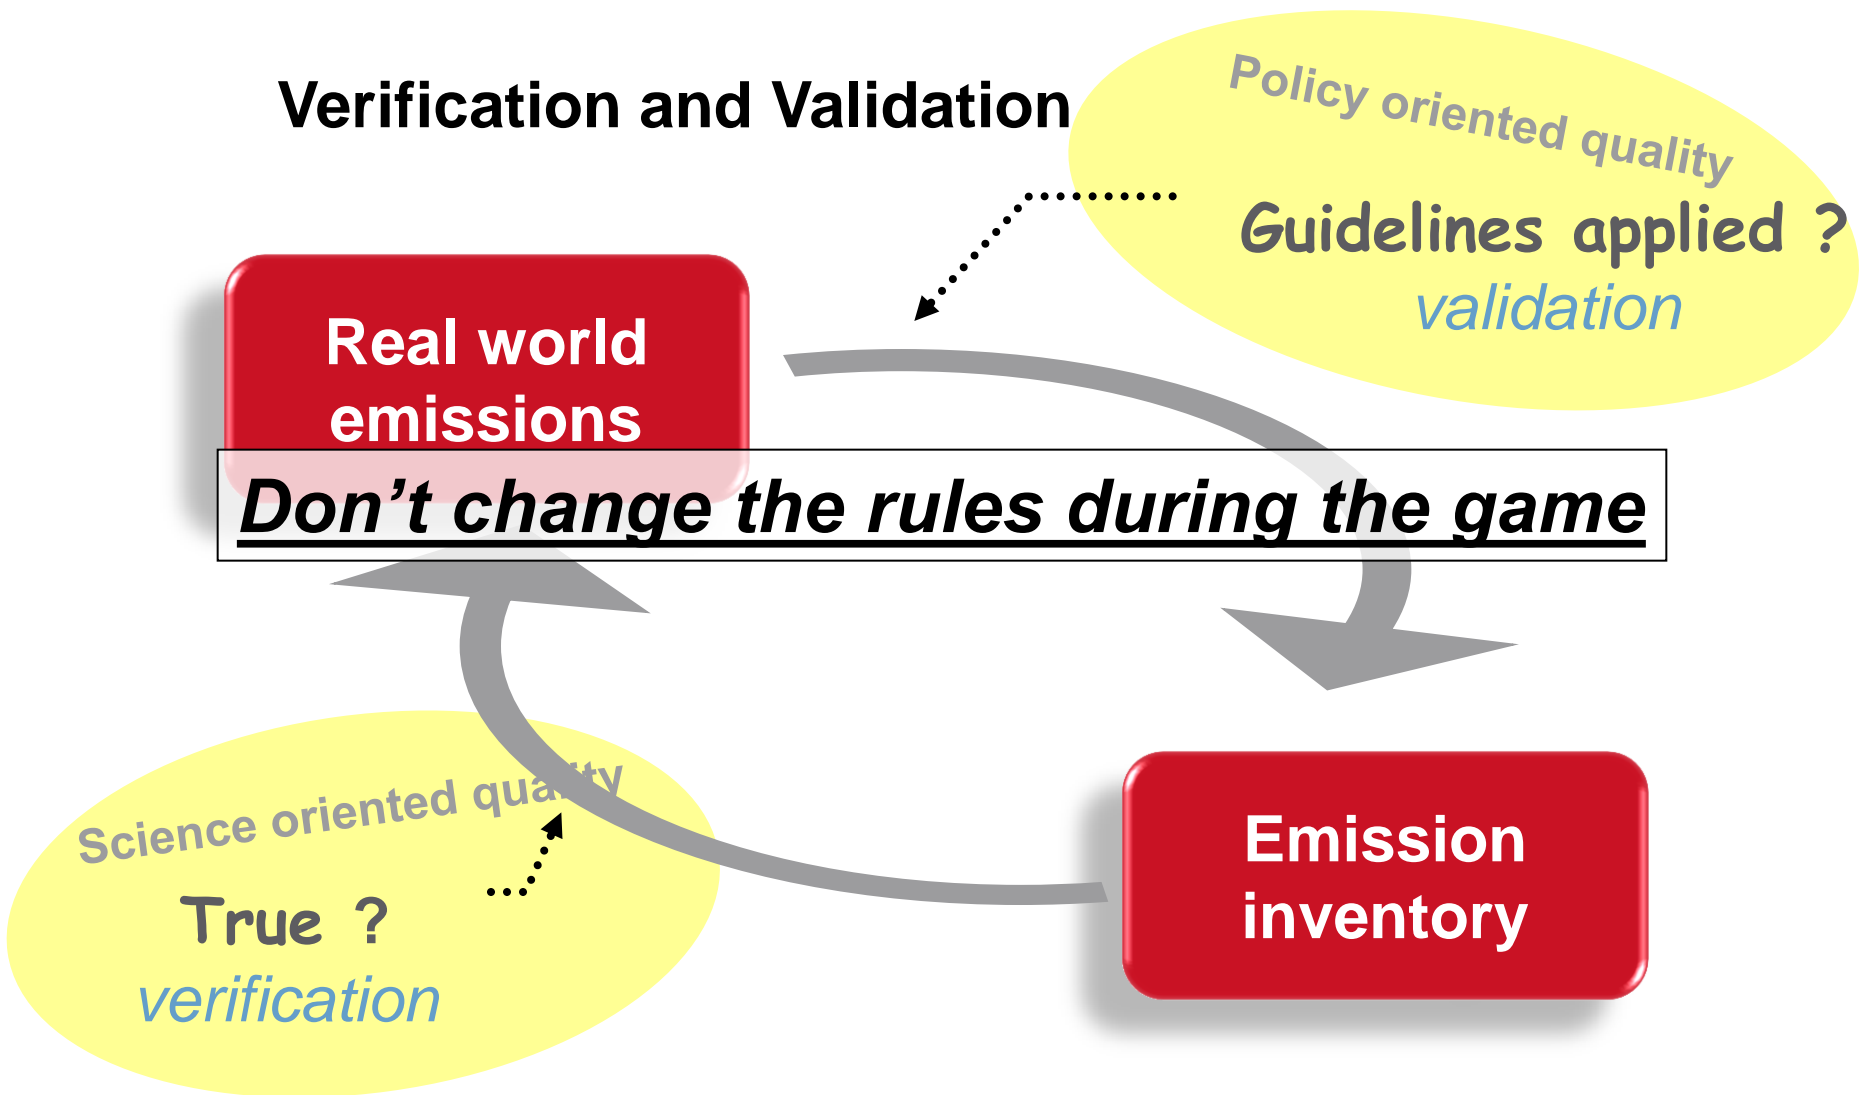 Verification and Validation
Policy oriented quality
Guidelines applied ?
validation
Real world
emissions
Don’t change the rules during the game
Science oriented quality
True ?
verification
Emission
inventory